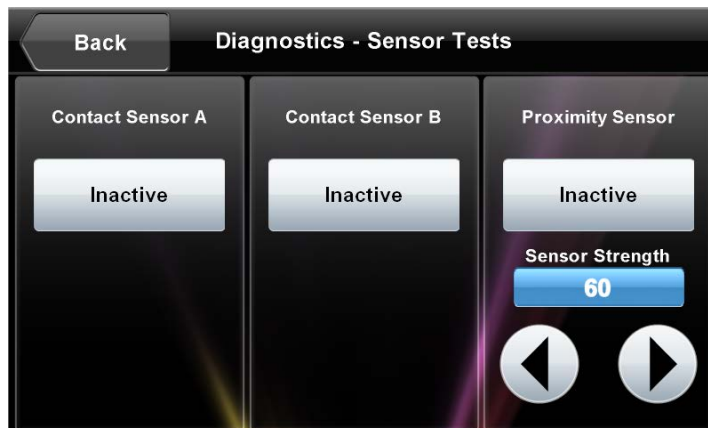 Back
Diagnostics - Sensor Tests
Contact Sensor A
Inactive
Contact Sensor B
Inactive
Proximity Sensor
Inactive
Sensor Strength
60